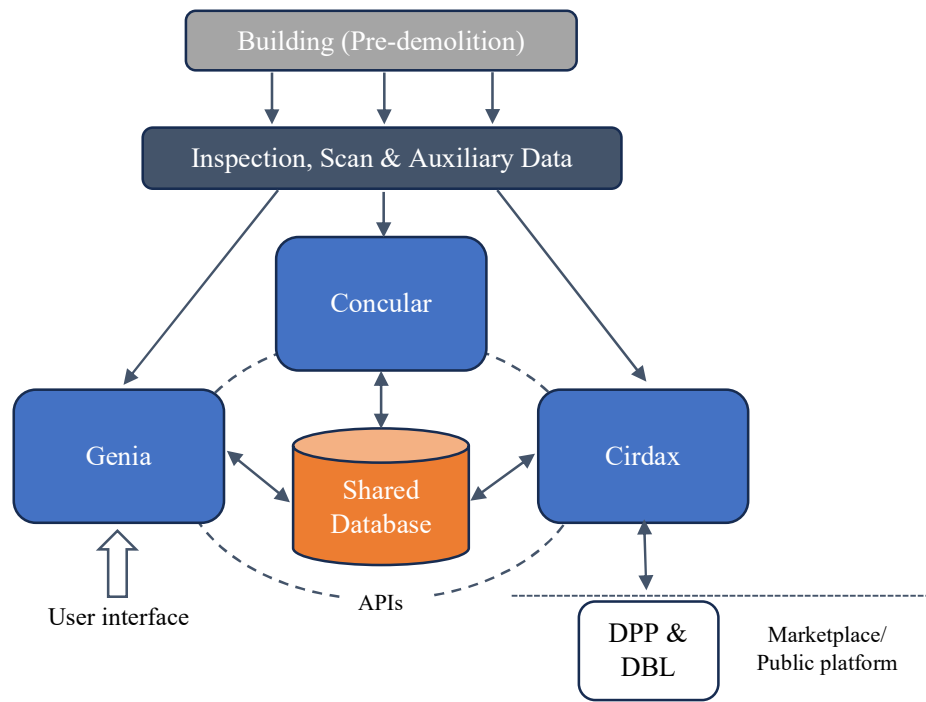 Building (Pre-demolition)
Inspection, Scan & Auxiliary Data
Concular
Genia
Cirdax
Shared
Database
User interface
APIs
DPP &
DBL
Marketplace/
Public platform